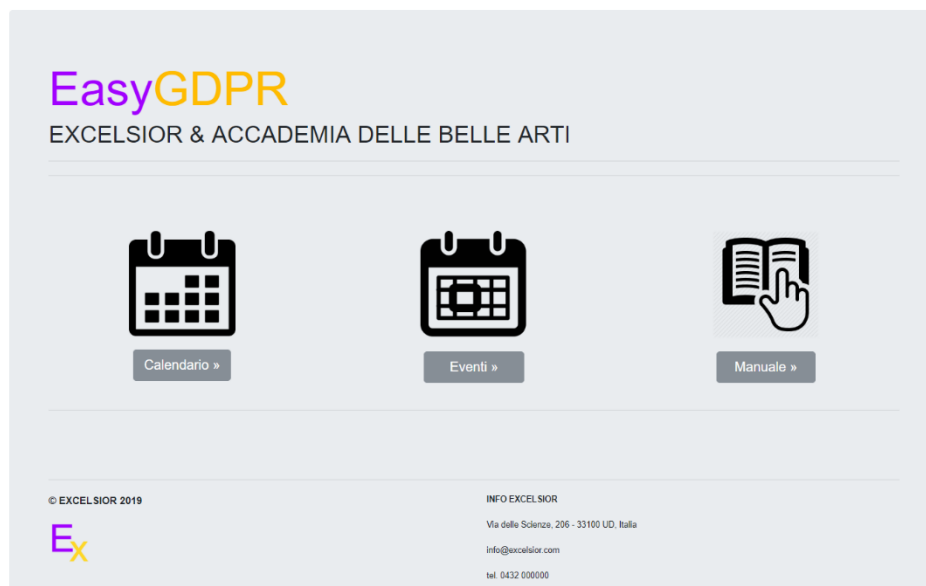 EasyGDPR
EXCELSIOR & ACCADEMIA DELLE BELLE ARTI
Calendario »
Eventi »
Manuale »
© EXCELSIOR 2019
Ex
INFO EXCELSIOR
Via delle Scienze, 206 - 33100 UD, Italia
info@excelsior.com
tel. 0432 000000